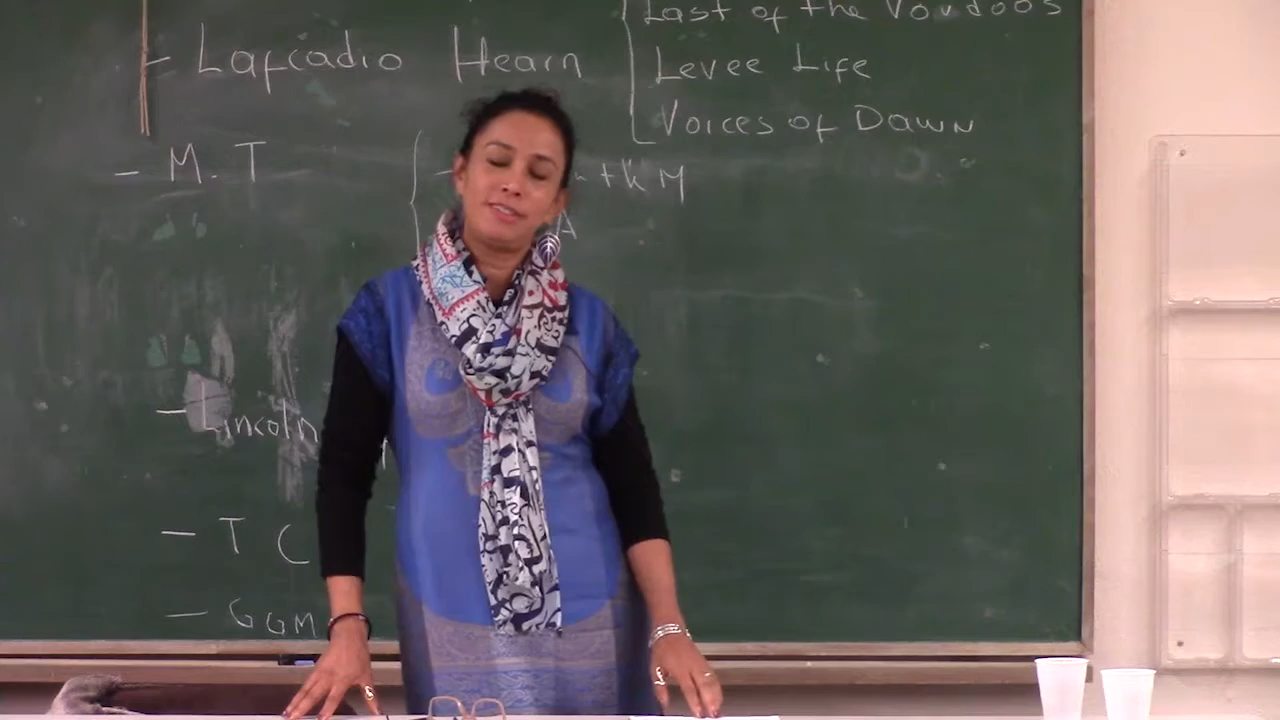 Last of the Voudoos
- Lafcadio Hearn
Levee Life
Voices of Dawn
- M.T
- + K M
A
- Lincoln
- T C
- GGM